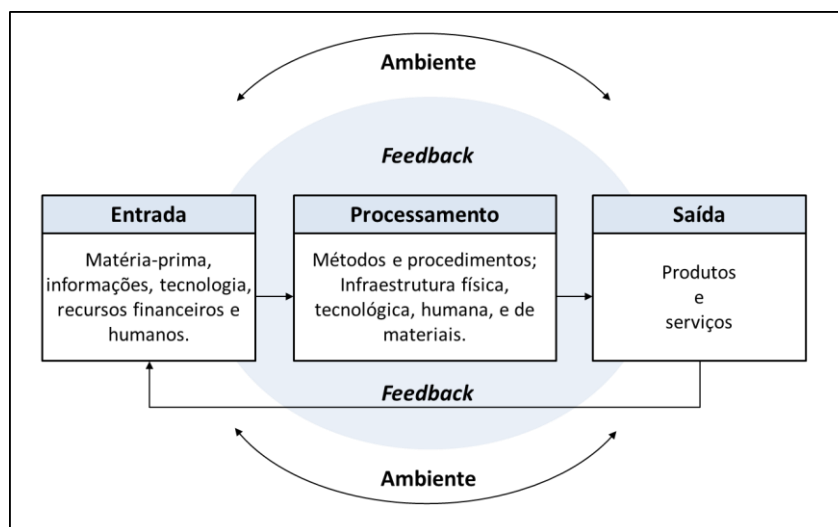 Ambiente
Feedback
Entrada
Matéria-prima,
informações, tecnologia,
recursos financeiros e
humanos.
Processamento
Métodos e procedimentos;
Infraestrutura física,
tecnológica, humana, e de
materiais.
Saída
Produtos
e
serviços
Feedback
Ambiente